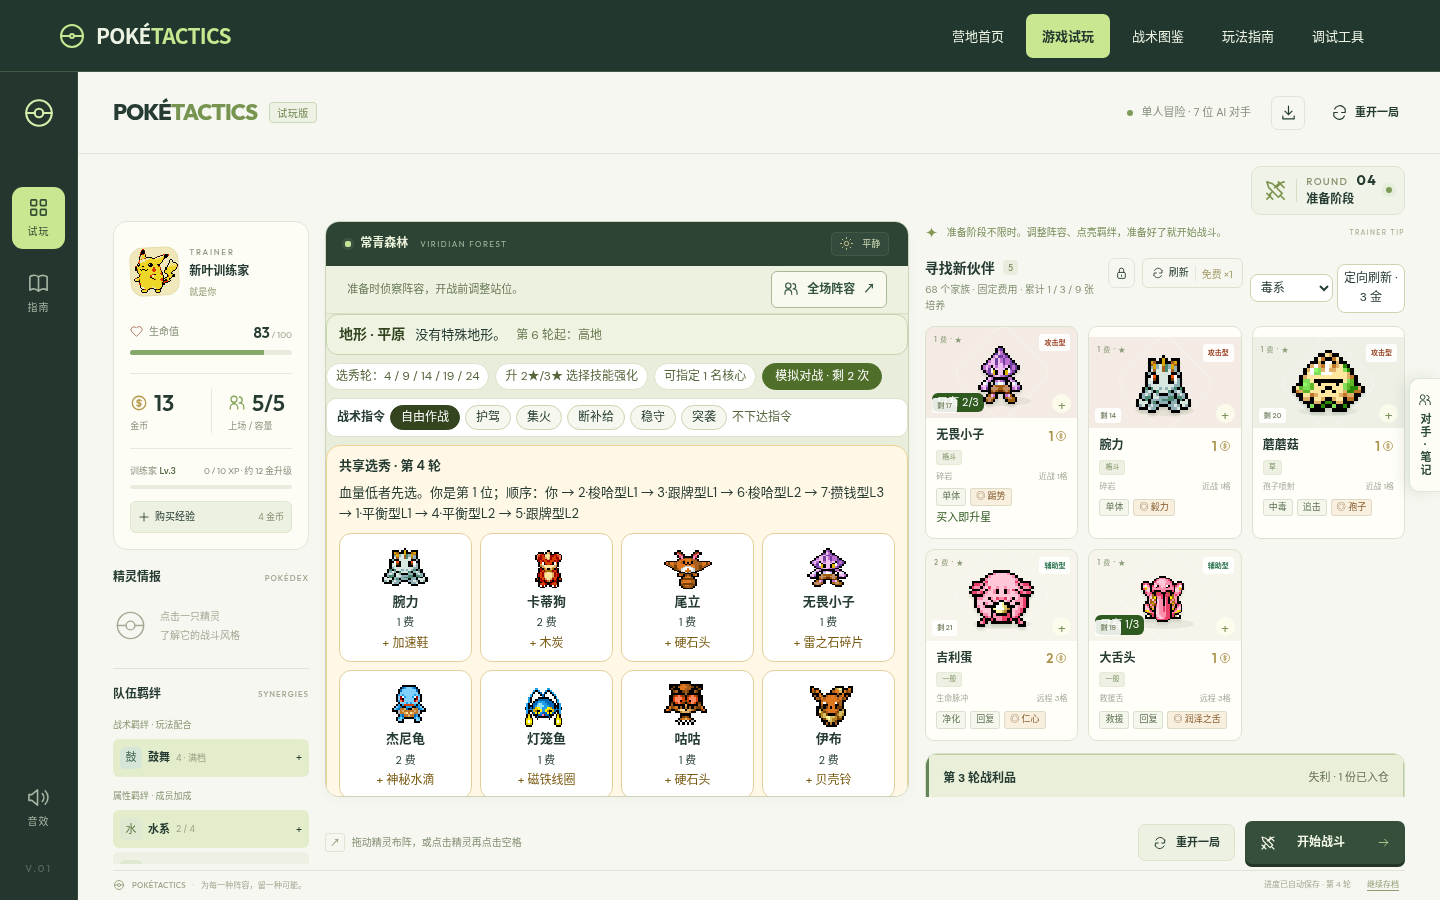 POKÉTACTICS
营地首页
游戏试玩
战术图鉴
玩法指南
调试工具
试玩
指南
音效
V.01
POKÉTACTICS 试玩版
单人冒险 · 7 位 AI 对手
重开一局
ROUND 04
准备阶段
TRAINER
新叶训练家
就是你
生命值 83 / 100
13
金币
5/5
上场 / 容量
训练家 Lv.3 0 / 10 XP · 约 12 金升级
购买经验 4 金币
精灵情报 POKÉDEX
点击一只精灵
了解它的战斗风格
队伍羁绊 SYNERGIES
战术羁绊 · 玩法配合
鼓 鼓舞 4 · 满档 +
属性羁绊 · 成员加成
水 水系 2 / 4 +
常青森林 VIRIDIAN FOREST 平静
准备时侦察阵容，开战前调整站位。
全场阵容 ↗
地形 · 平原 没有特殊地形。 第 6 轮起：高地
选秀轮：4 / 9 / 14 / 19 / 24
升 2★/3★ 选择技能强化
可指定 1 名核心
模拟对战 · 剩 2 次
战术指令 自由作战 护驾 集火 断补给 稳守 突袭 不下达指令
共享选秀 · 第 4 轮
血量低者先选。你是第 1 位；顺序：你 → 2·梭哈型L1 → 3·跟牌型L1 → 6·梭哈型L2 → 7·攒钱型L3
→ 1·平衡型L1 → 4·平衡型L2 → 5·跟牌型L2
腕力
1 费
+ 加速鞋
卡蒂狗
2 费
+ 木炭
尾立
1 费
+ 硬石头
无畏小子
1 费
+ 雷之石碎片
杰尼龟
2 费
+ 神秘水滴
灯笼鱼
1 费
+ 磁铁线圈
咕咕
1 费
+ 硬石头
伊布
2 费
+ 贝壳铃
↗ 拖动精灵布阵，或点击精灵再点击空格
准备阶段不限时。调整阵容、点亮羁绊，准备好了就开始战斗。
TRAINER TIP
寻找新伙伴 5
68 个家族 · 固定费用 · 累计 1 / 3 / 9 张
培养
刷新 免费 ×1
毒系
定向刷新 ·
3 金
1 费 · ★ 攻击型
剩 17 2/3 +
无畏小子 1
格斗
碎岩 近战 1格
单体 ◎ 踢势
买入即升星
1 费 · ★ 攻击型
剩 14 +
腕力 1
格斗
碎岩 近战 1格
单体 ◎ 毅力
1 费 · ★ 攻击型
剩 20 +
蘑蘑菇 1
草
孢子喷射 近战 1格
中毒 追击 ◎ 孢子
2 费 · ★ 辅助型
剩 21 +
吉利蛋 2
一般
生命脉冲 远程 3格
净化 回复 ◎ 仁心
1 费 · ★ 辅助型
剩 19 1/3 +
大舌头 1
一般
救援舌 远程 3格
救援 回复 ◎ 润泽之舌
第 3 轮战利品 失利 · 1 份已入仓
对手·笔记
重开一局
开始战斗 →
POKÉTACTICS · 为每一种阵容，留一种可能。
进度已自动保存 · 第 4 轮
继续存档